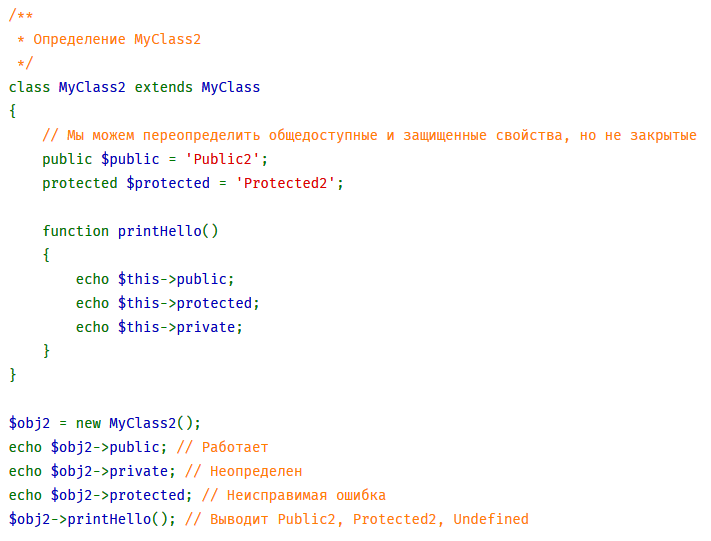 /**
 * Определение MyClass2
 */
class MyClass2 extends MyClass
{
    // Мы можем переопределить общедоступные и защищенные свойства, но не закрытые
    public $public = 'Public2';
    protected $protected = 'Protected2';

    function printHello()
    {
        echo $this->public;
        echo $this->protected;
        echo $this->private;
    }
}

$obj2 = new MyClass2();
echo $obj2->public; // Работает
echo $obj2->private; // Неопределен
echo $obj2->protected; // Неисправимая ошибка
$obj2->printHello(); // Выводит Public2, Protected2, Undefined